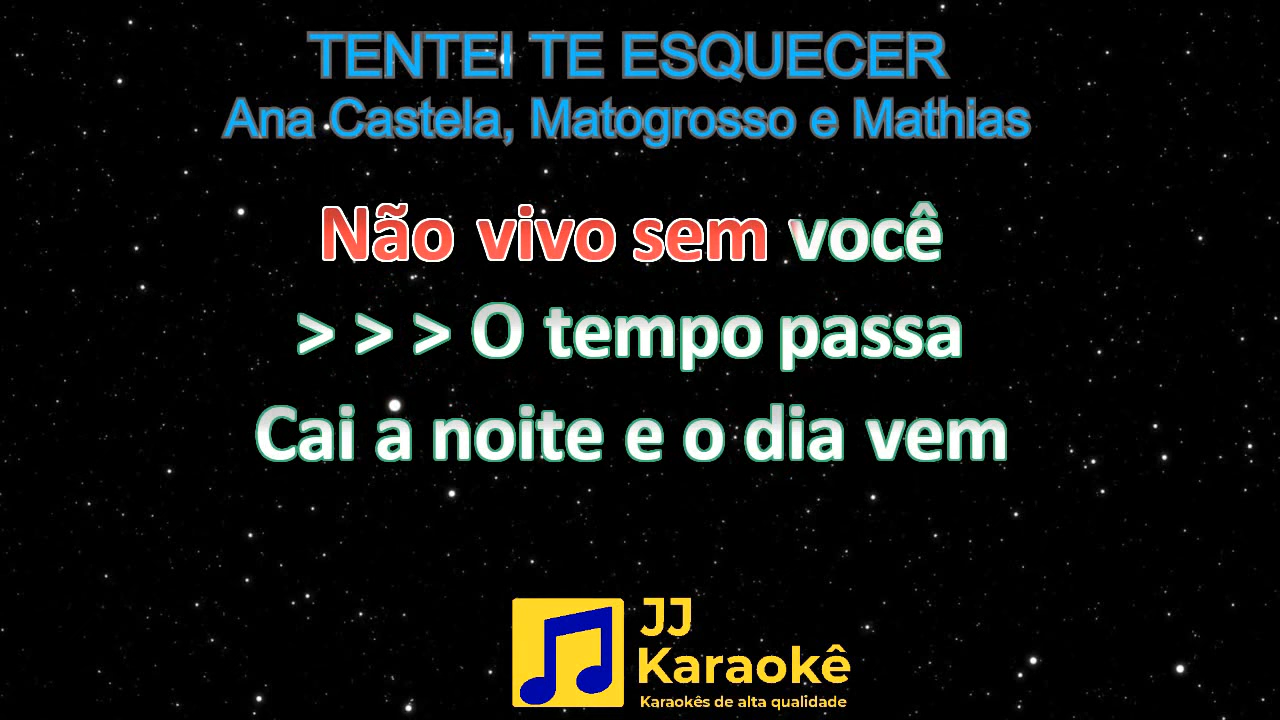 TENTEI TE ESQUECER
Ana Castela, Matogrosso e Mathias
Não vivo sem você
> > > O tempo passa
Cai a noite e o dia vem
JJ
Karaokê
Karaokês de alta qualidade